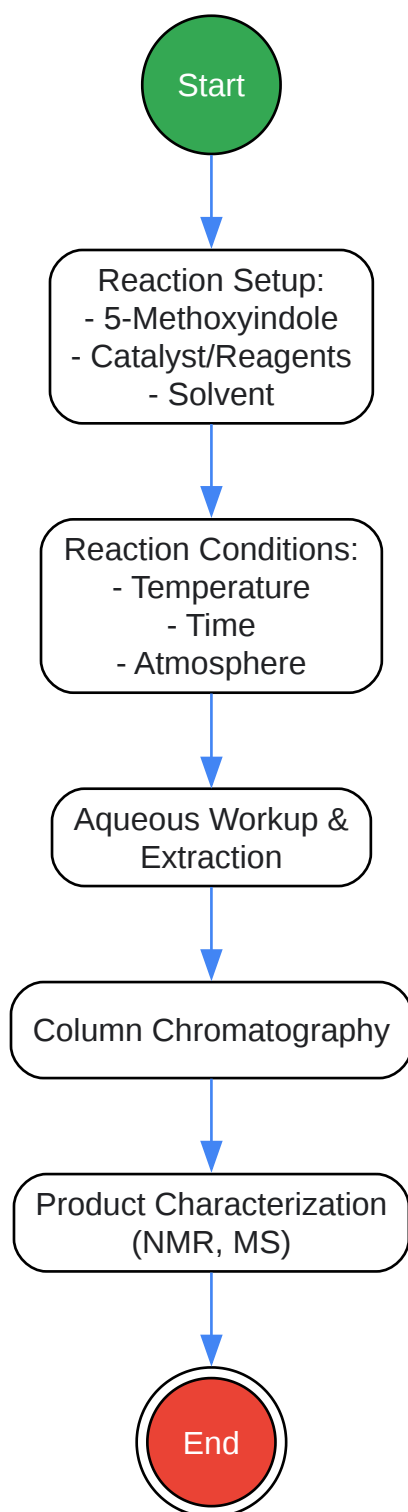 Start
Reaction Setup:
- 5-Methoxyindole
- Catalyst/Reagents
- Solvent
Reaction Conditions:
- Temperature
- Time
- Atmosphere
Aqueous Workup &
Extraction
Column Chromatography
Product Characterization
(NMR, MS)
End